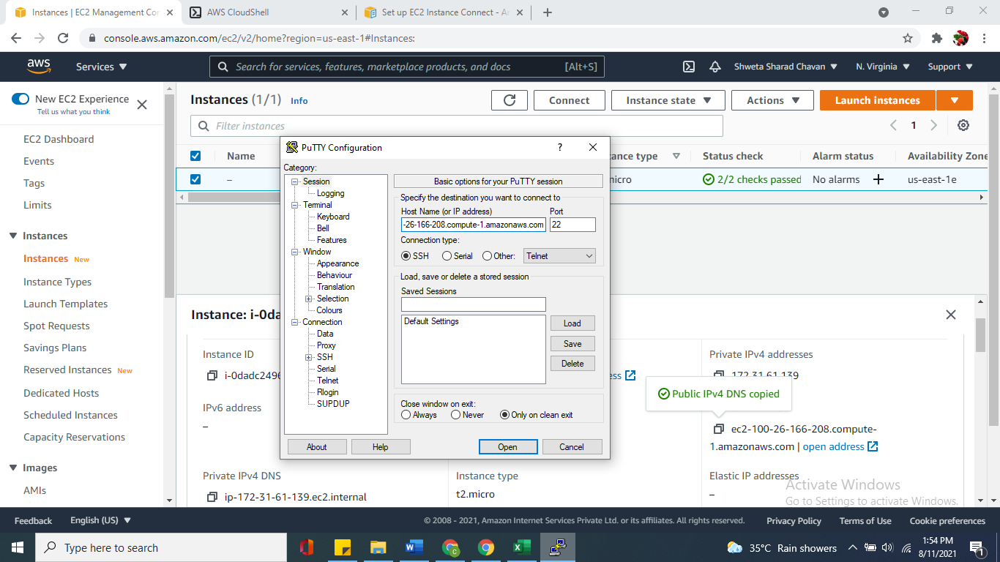 Instances | EC2 Management Con
AWS CloudShell
Set up EC2 Instance Connect - Am
console.aws.amazon.com/ec2/v2/home?region=us-east-1#Instances:
aws
Services
Search for services, features, marketplace products, and docs
[Alt+S]
Shweta Sharad Chavan
N. Virginia
Support
New EC2 Experience
Tell us what you think
EC2 Dashboard
Events
Tags
Limits
Instances
Instances New
Instance Types
Launch Templates
Spot Requests
Savings Plans
Reserved Instances New
Dedicated Hosts
Scheduled Instances
Capacity Reservations
Images
AMIs
Instances (1/1) Info
Connect
Instance state
Actions
Launch instances
Filter instances
1
Name
ance type
Status check
Alarm status
Availability Zone
–
micro
2/2 checks passed
No alarms
us-east-1e
PuTTY Configuration
?
Category:
Session
Logging
Terminal
Keyboard
Bell
Features
Window
Appearance
Behaviour
Translation
Selection
Colours
Connection
Data
Proxy
SSH
Serial
Telnet
Rlogin
SUPDUP
Basic options for your PuTTY session
Specify the destination you want to connect to
Host Name (or IP address)
Port
-26-166-208.compute-1.amazonaws.com
22
Connection type:
SSH
Serial
Other:
Telnet
Load, save or delete a stored session
Saved Sessions
Default Settings
Load
Save
Delete
Close window on exit:
Always
Never
Only on clean exit
About
Help
Open
Cancel
Instance: i-0da
Instance ID
i-0dadc2496
ess
Private IPv4 addresses
172.31.61.139
Public IPv4 DNS copied
IPv6 address
–
ec2-100-26-166-208.compute-
1.amazonaws.com | open address
Private IPv4 DNS
ip-172-31-61-139.ec2.internal
Instance type
t2.micro
Elastic IP addresses
–
Activate Windows
Go to Settings to activate Windows.
Feedback
English (US)
© 2008 - 2021, Amazon Internet Services Private Ltd. or its affiliates. All rights reserved.
Privacy Policy
Terms of Use
Cookie preferences
Type here to search
35°C Rain showers
1:54 PM
8/11/2021
1